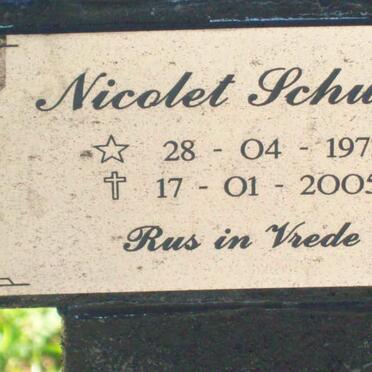 Nicolet Schu
☆ 28 - 04 - 197
✝ 17 - 01 - 2005
Rus in Vrede